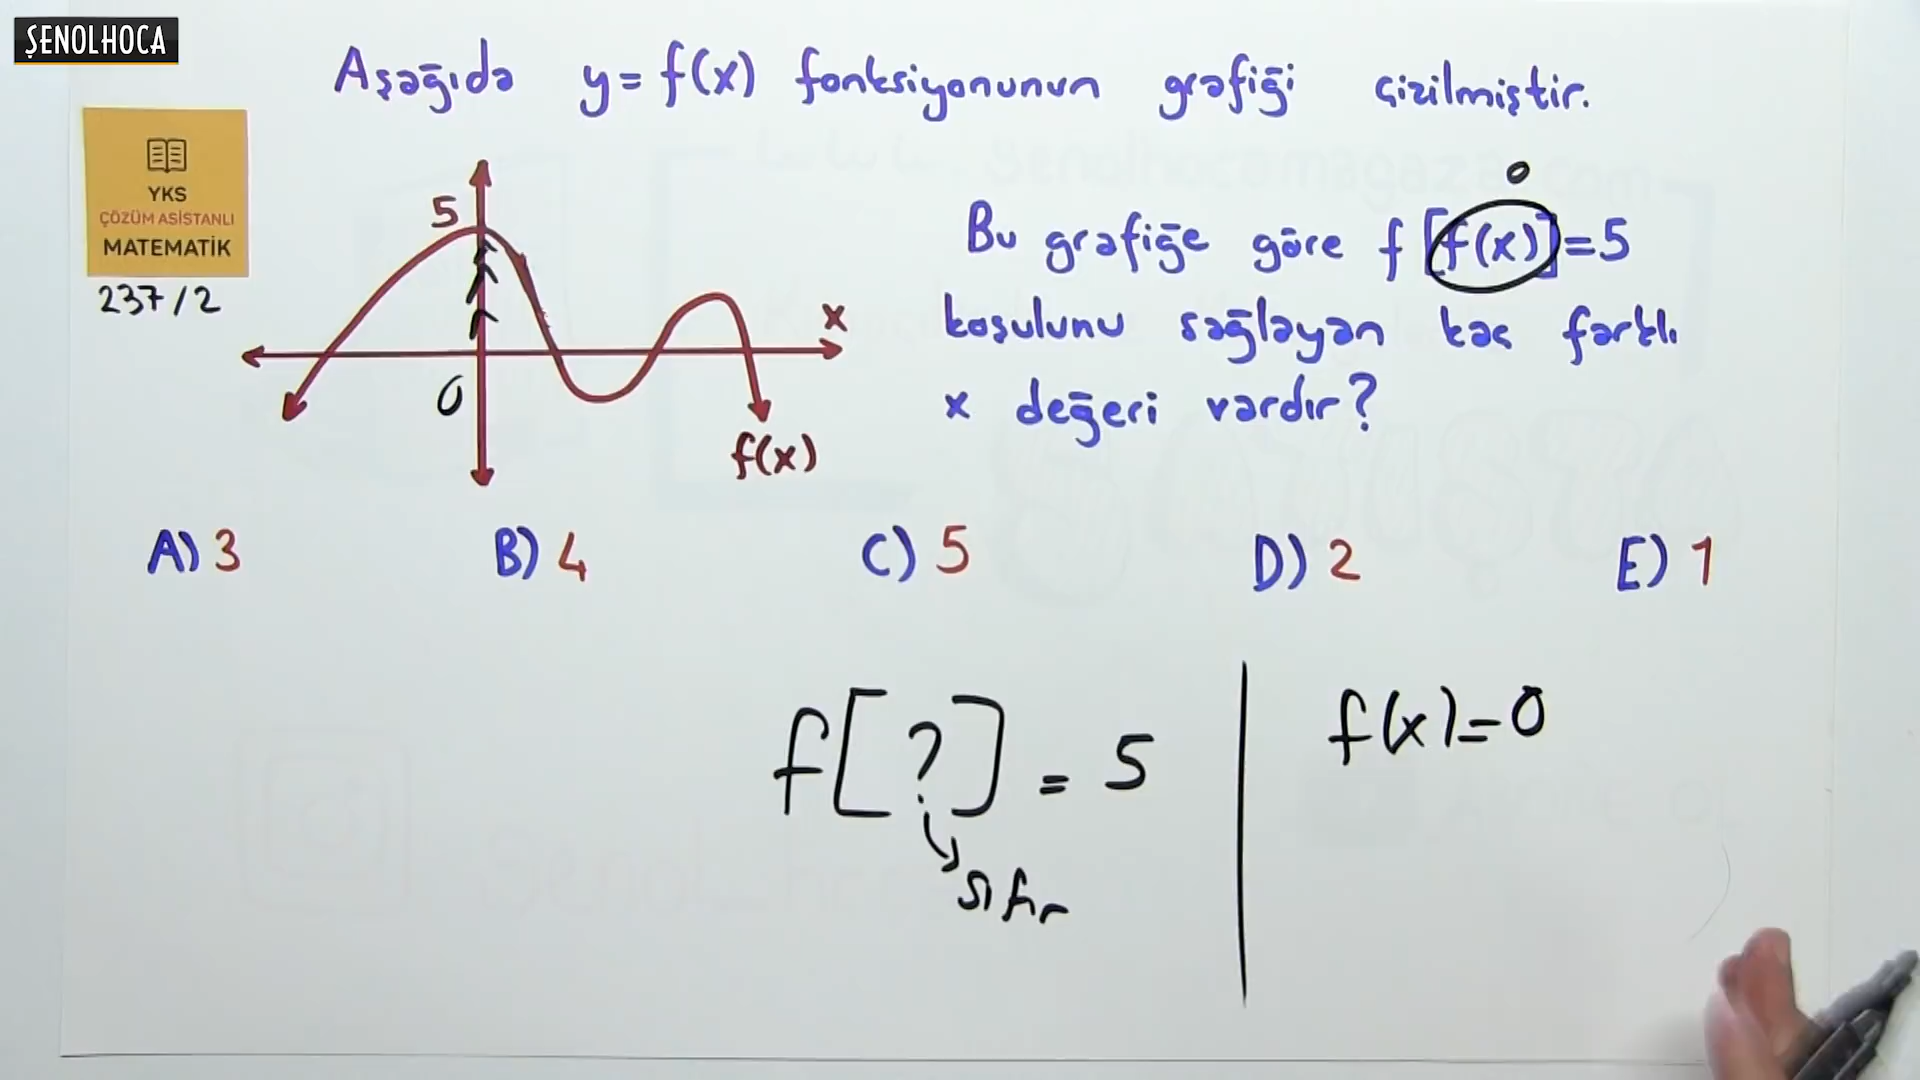 ŞENOLHOCA
Aşağıda y = f(x) fonksiyonunun grafiği çizilmiştir.
YKS
ÇÖZÜM ASİSTANLI
MATEMATİK
237/2
5
x
0
f(x)
0
Bu grafiğe göre f[f(x)]=5
koşulunu sağlayan kaç farklı
x değeri vardır?
A) 3 B) 4 C) 5 D) 2 E) 1
f[?] = 5
sıfır
f(x)=0